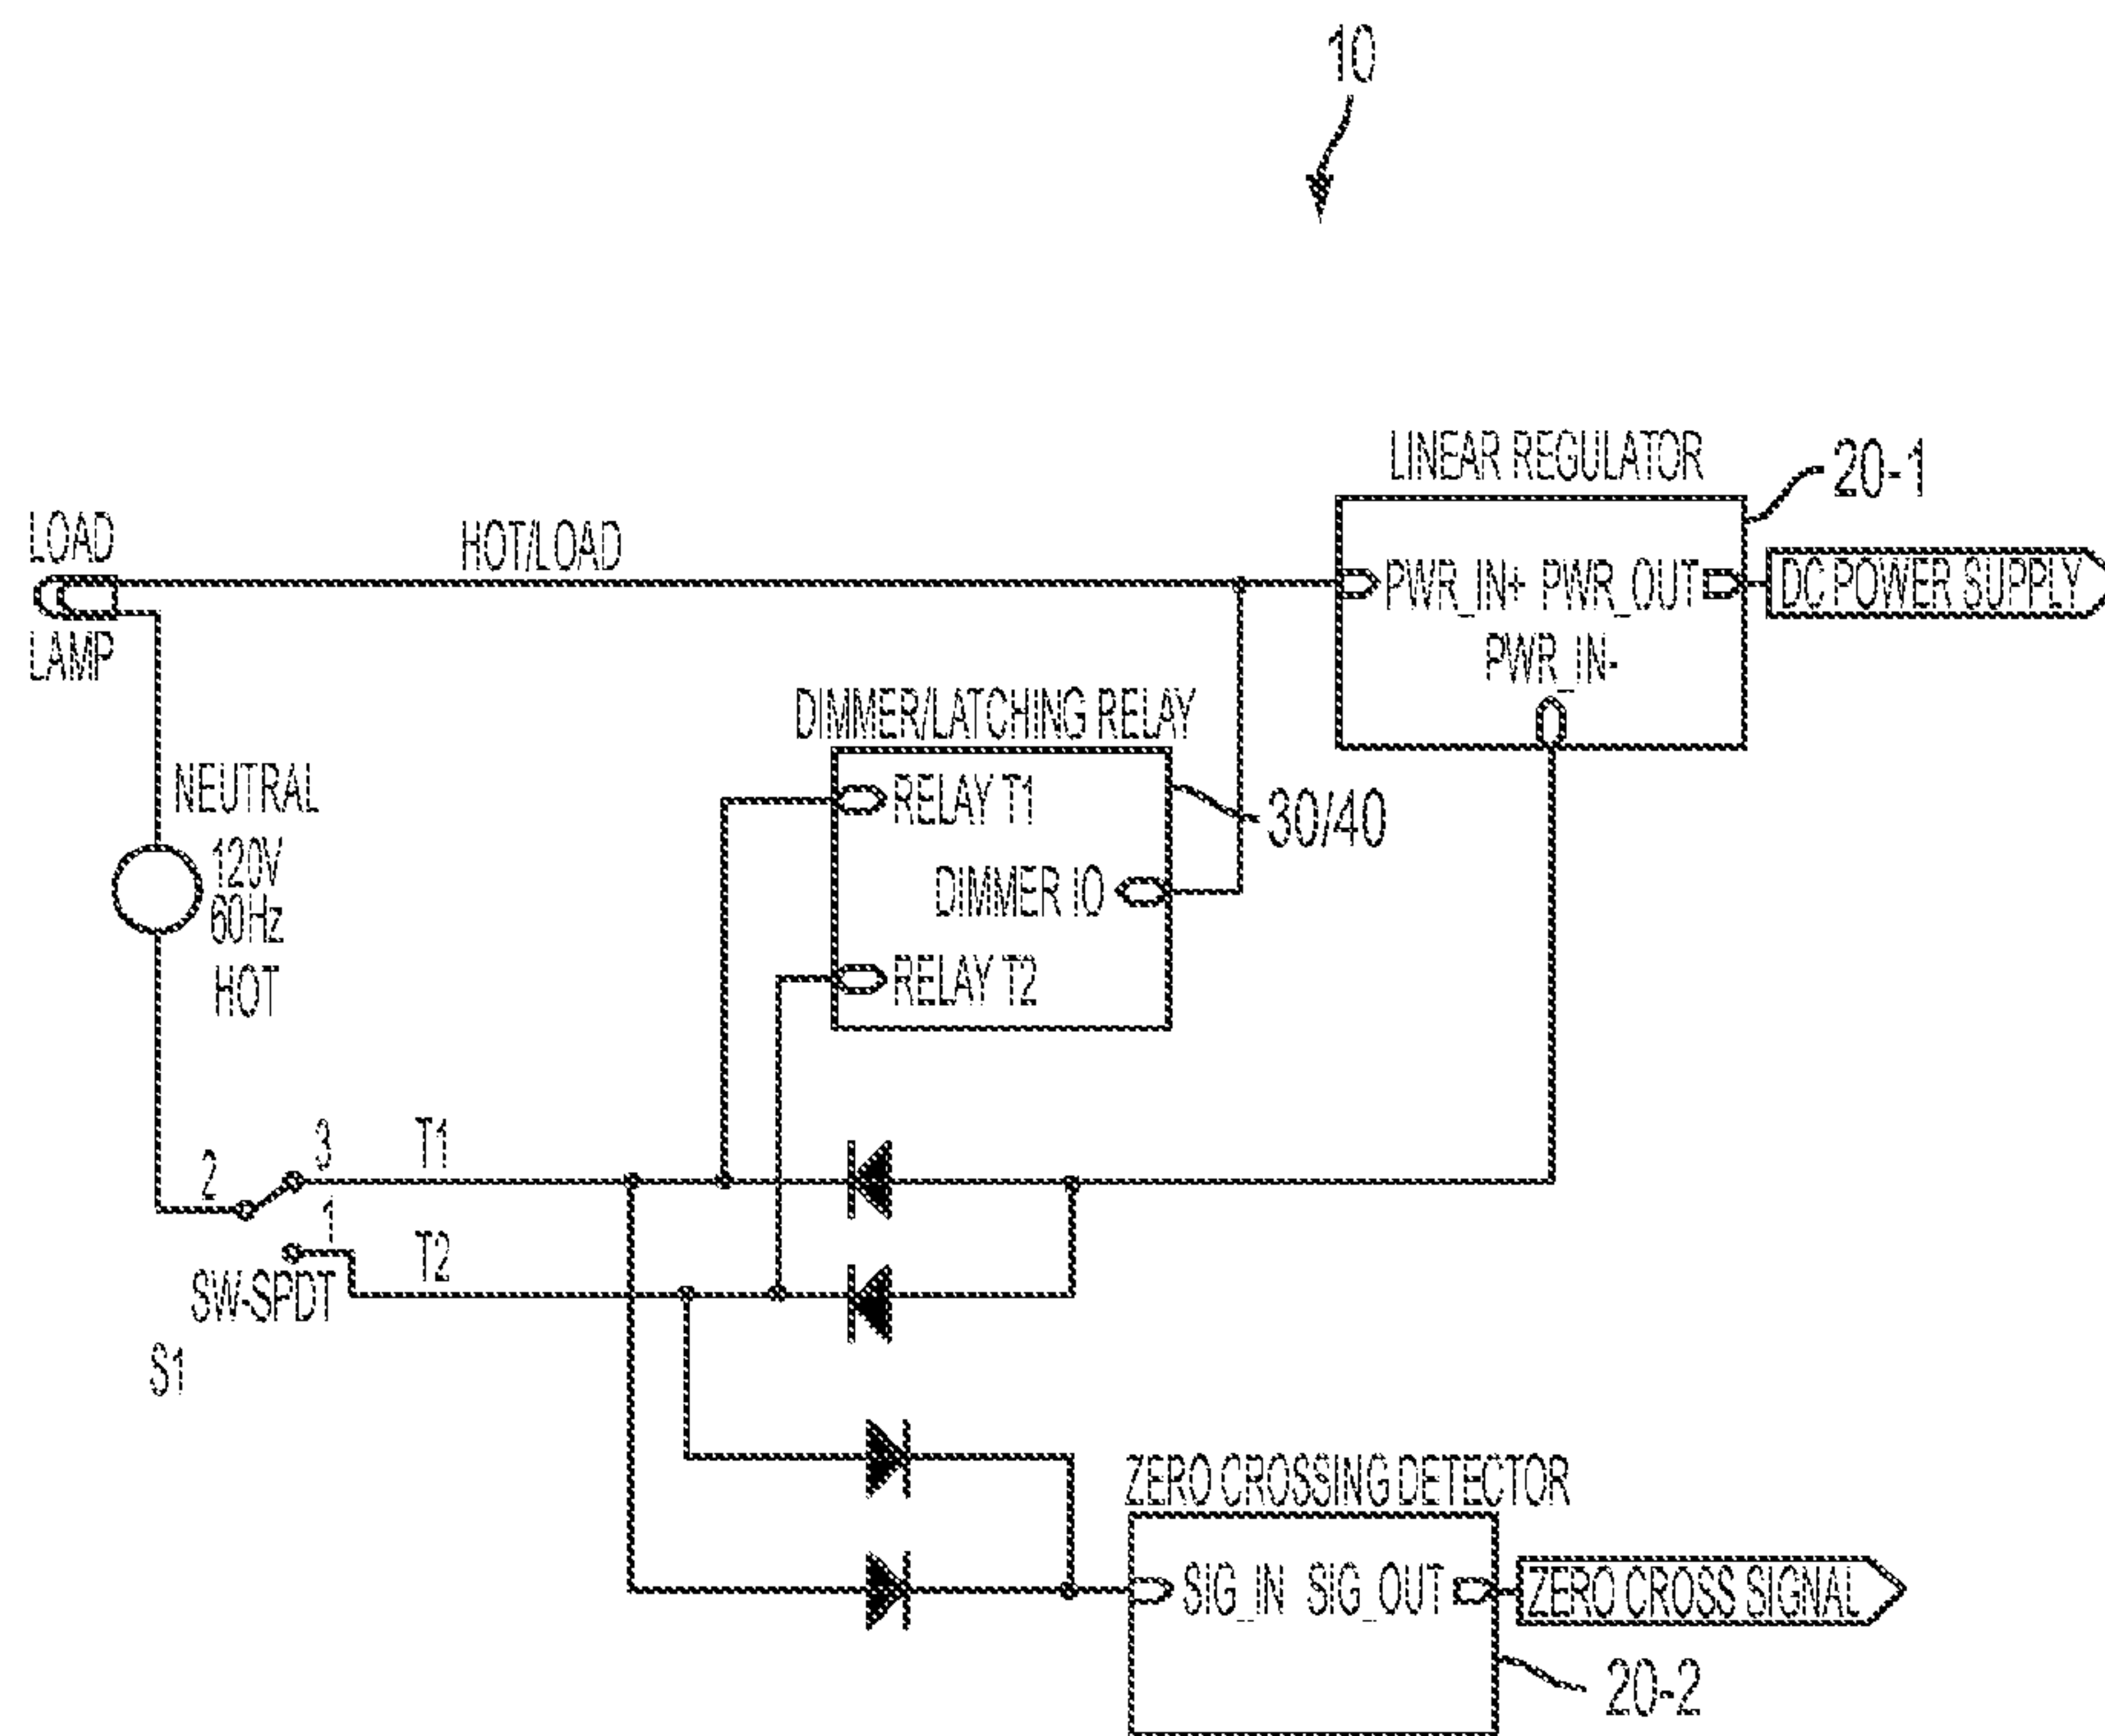 10
LINEAR REGULATOR
20-1
LOAD
HOT/LOAD
PWR_IN+ PWR_OUT
DC POWER SUPPLY
LAMP
PWR_IN-
DIMMER/LATCHING RELAY
NEUTRAL
RELAY T1
30/40
120V
60Hz
DIMMER IO
HOT
RELAY T2
2
3
T1
1
T2
SW-SPDT
S1
ZERO CROSSING DETECTOR
SIG_IN SIG_OUT
ZERO CROSS SIGNAL
20-2